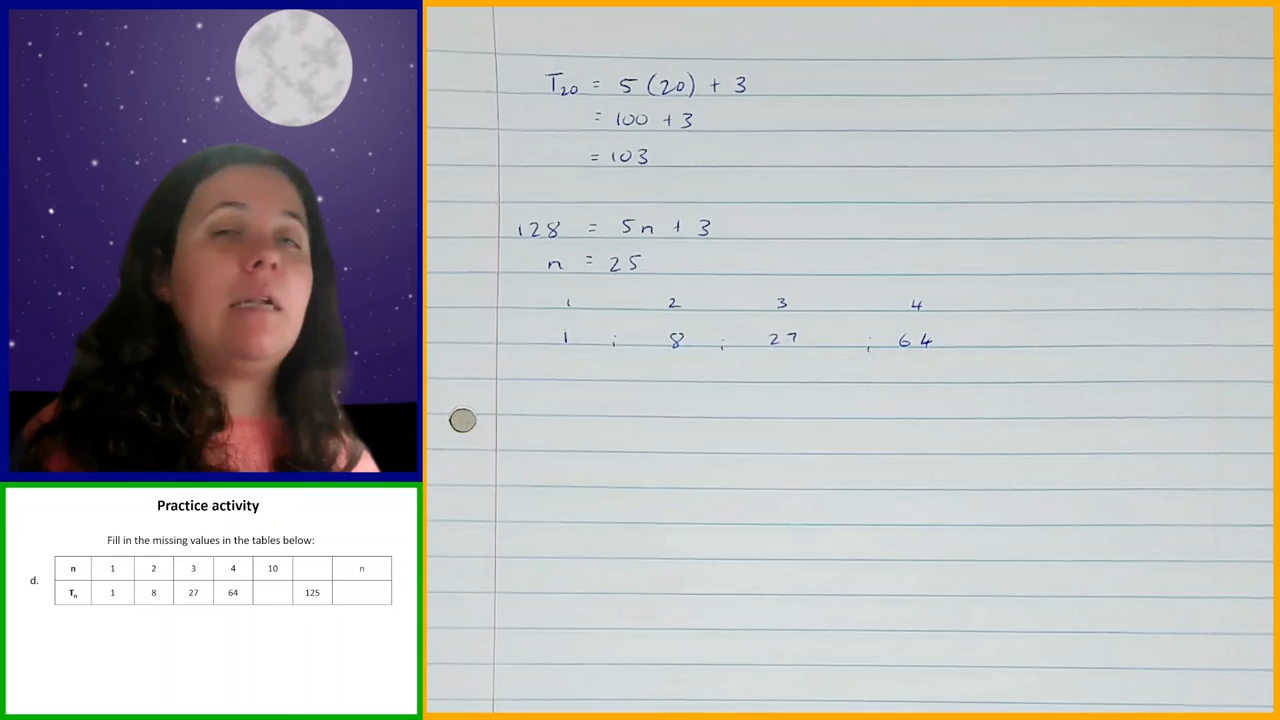 T20 = 5 (20) + 3
= 100 + 3
= 103
128 = 5n + 3
n = 25
1 2 3 4
1 ; 8 ; 27 ; 64
Practice activity
Fill in the missing values in the tables below:
d.
n 1 2 3 4 10 n
Tn 1 8 27 64 125